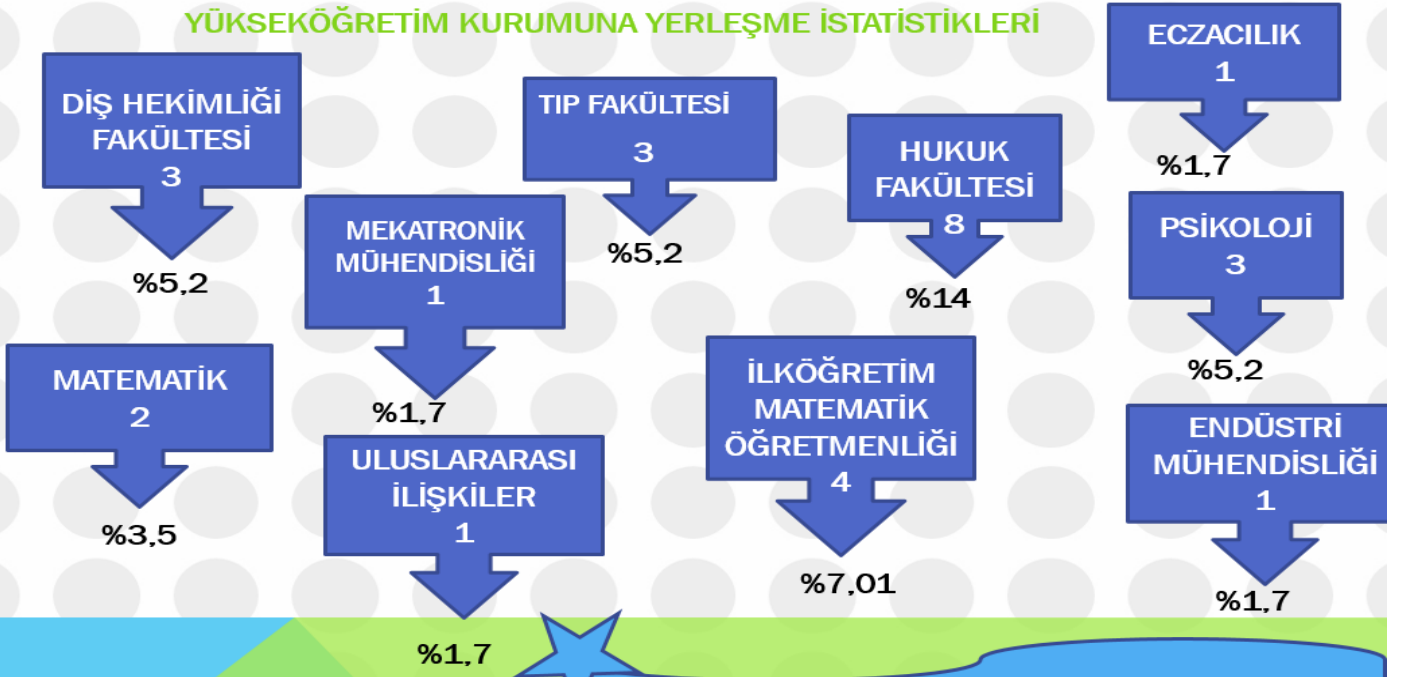 YÜKSEKÖĞRETİM KURUMUNA YERLEŞME İSTATİSTİKLERİ
DİŞ HEKİMLİĞİ
FAKÜLTESİ
3
%5,2
MEKATRONİK
MÜHENDİSLİĞİ
1
%1,7
TIP FAKÜLTESİ
3
%5,2
HUKUK
FAKÜLTESİ
8
%14
ECZACILIK
1
%1,7
PSİKOLOJİ
3
%5,2
MATEMATİK
2
%3,5
ULUSLARARASI
İLİŞKİLER
1
%1,7
İLKÖĞRETİM
MATEMATİK
ÖĞRETMENLİĞİ
4
%7,01
ENDÜSTRİ
MÜHENDİSLİĞİ
1
%1,7